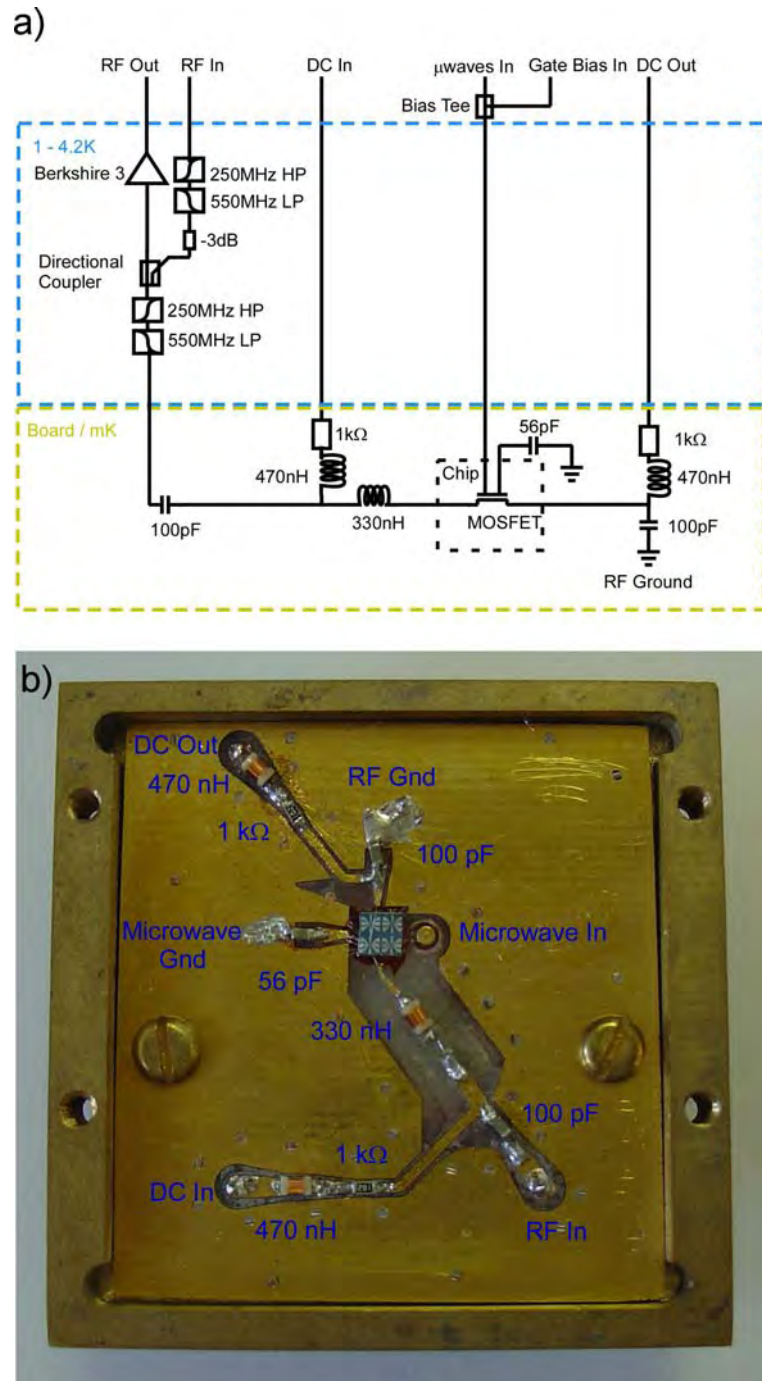 a)
RF Out RF In DC In μwaves In Gate Bias In DC Out
Bias Tee
1 - 4.2K
Berkshire 3
250MHz HP
550MHz LP
-3dB
Directional
Coupler
250MHz HP
550MHz LP
Board / mK
56pF
1kΩ
1kΩ
470nH
Chip
470nH
100pF
330nH
MOSFET
100pF
RF Ground
b)
DC Out
470 nH
RF Gnd
1 kΩ
100 pF
Microwave
Gnd
Microwave In
56 pF
330 nH
100 pF
1 kΩ
DC In
470 nH
RF In